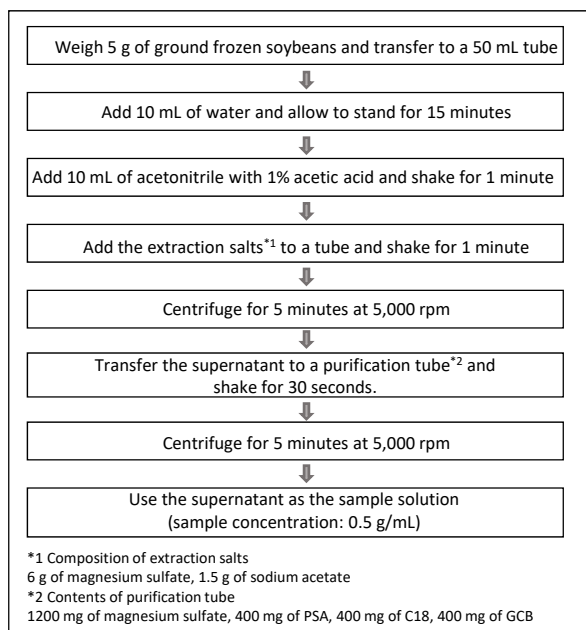 Weigh 5 g of ground frozen soybeans and transfer to a 50 mL tube
Add 10 mL of water and allow to stand for 15 minutes
Add 10 mL of acetonitrile with 1% acetic acid and shake for 1 minute
Add the extraction salts*1 to a tube and shake for 1 minute
Centrifuge for 5 minutes at 5,000 rpm
Transfer the supernatant to a purification tube*2 and
shake for 30 seconds.
Centrifuge for 5 minutes at 5,000 rpm
Use the supernatant as the sample solution
(sample concentration: 0.5 g/mL)
*1 Composition of extraction salts
6 g of magnesium sulfate, 1.5 g of sodium acetate
*2 Contents of purification tube
1200 mg of magnesium sulfate, 400 mg of PSA, 400 mg of C18, 400 mg of GCB